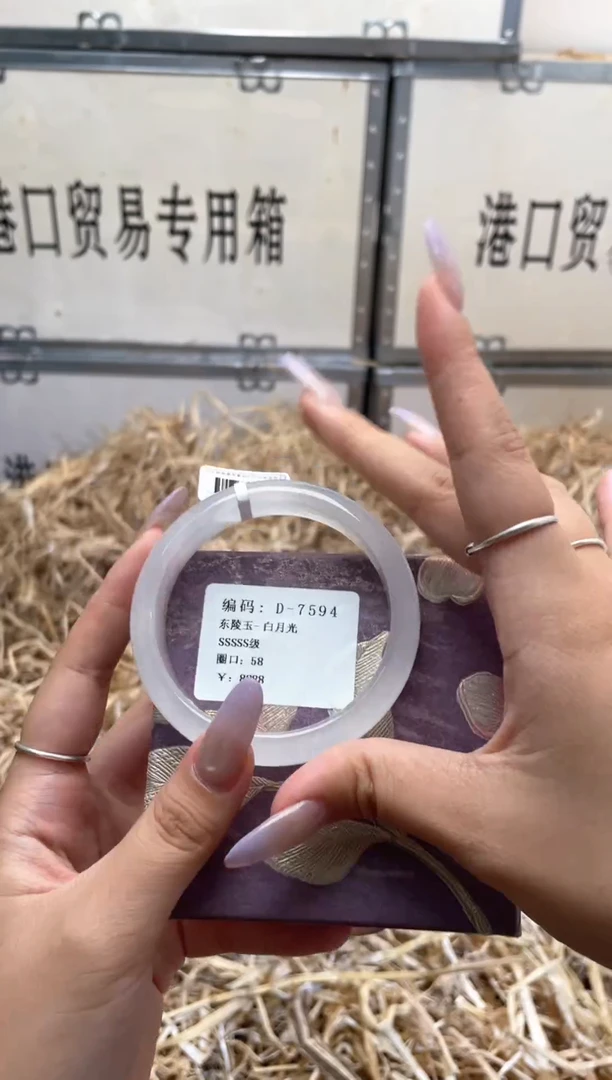 港口贸易专用箱
港口贸
编码: D-7594
东陵玉-白月光
SSSSS级
圈口: 58
￥: 8888